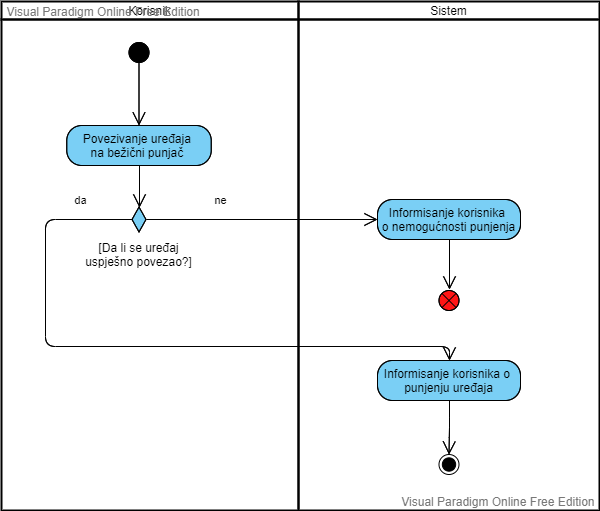 Visual Paradigm Online Free Edition
Korisnik
Sistem
Povezivanje uređaja
na bežični punjač
da
ne
Informisanje korisnika
o nemogućnosti punjenja
[Da li se uređaj
uspješno povezao?]
Informisanje korisnika o
punjenju uređaja
Visual Paradigm Online Free Edition